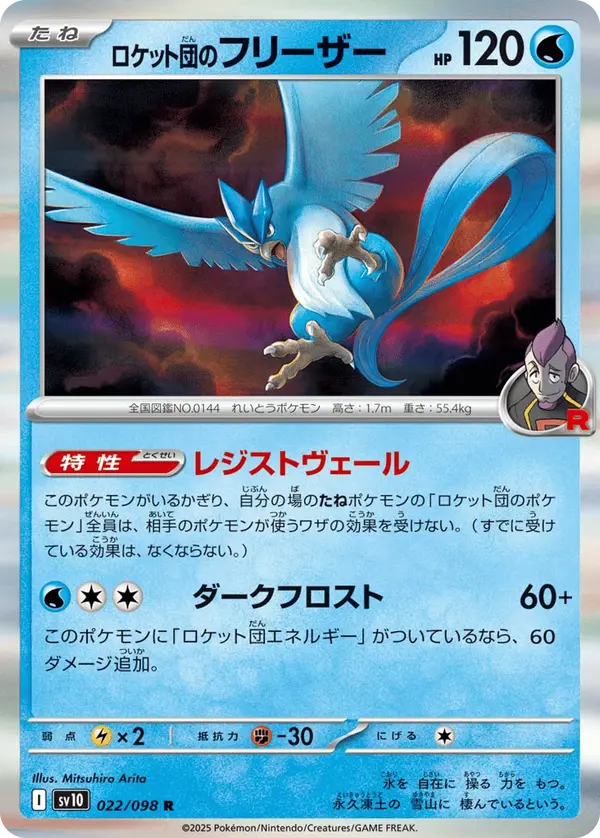 たね ロケット団のフリーザー HP 120
全国図鑑NO.0144 れいとうポケモン 高さ：1.7m 重さ：55.4kg
R
特性 とくせい レジストヴェール
このポケモンがいるかぎり、自分の場のたねポケモンの「ロケット団のポケ
モン」全員は、相手のポケモンが使うワザの効果を受けない。（すでに受け
ている効果は、なくならない。）
ダークフロスト 60+
このポケモンに「ロケット団エネルギー」がついているなら、60
ダメージ追加。
弱点 ×2 抵抗力 -30 にげる
Illus. Mitsuhiro Arita
氷を 自在に 操る 力を もつ。
I sv10 022/098 R
永久凍土の 雪山に 棲んでいるという。
©2025 Pokémon/Nintendo/Creatures/GAME FREAK.